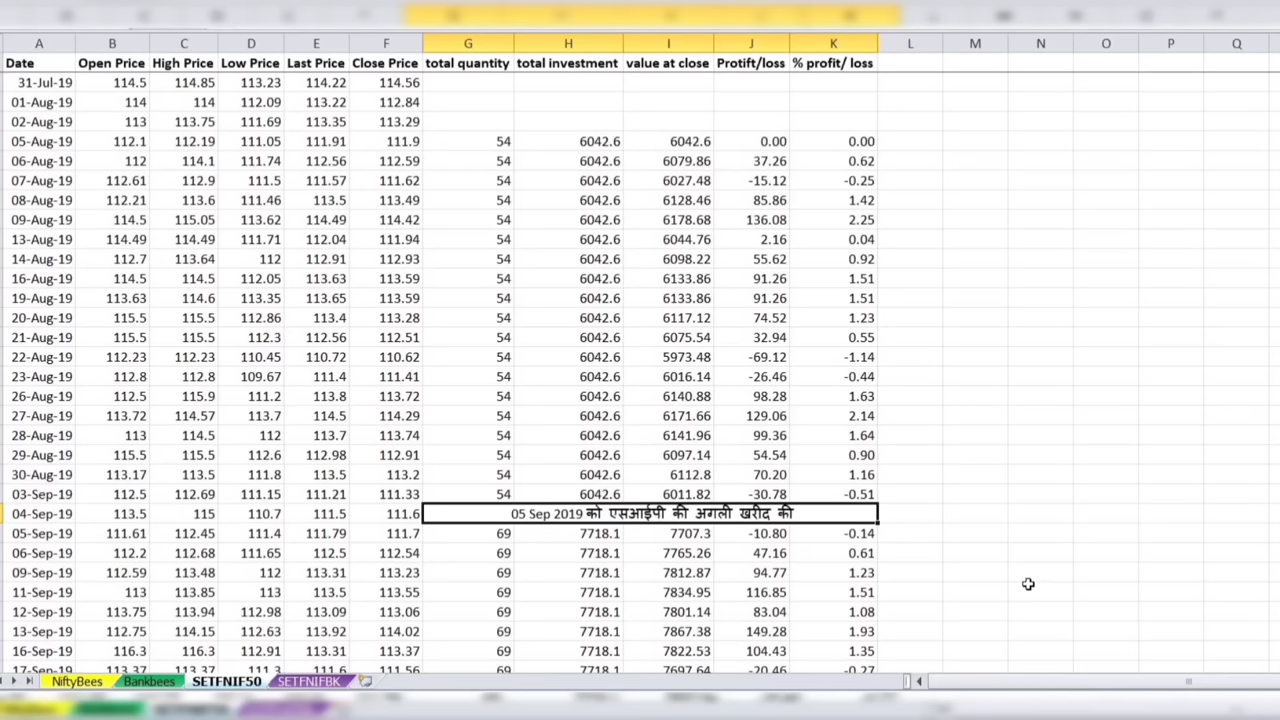 A B C D E F G H I J K L M N O P Q
Date Open Price High Price Low Price Last Price Close Price total quantity total investment value at close Protift/loss % profit/ loss
31-Jul-19 114.5 114.85 113.23 114.22 114.56
01-Aug-19 114 114 112.09 113.22 112.84
02-Aug-19 113 113.75 111.69 113.35 113.29
05-Aug-19 112.1 112.19 111.05 111.91 111.9 54 6042.6 6042.6 0.00 0.00
06-Aug-19 112 114.1 111.74 112.56 112.59 54 6042.6 6079.86 37.26 0.62
07-Aug-19 112.61 112.9 111.5 111.57 111.62 54 6042.6 6027.48 -15.12 -0.25
08-Aug-19 112.21 113.6 111.46 113.5 113.49 54 6042.6 6128.46 85.86 1.42
09-Aug-19 114.5 115.05 113.62 114.49 114.42 54 6042.6 6178.68 136.08 2.25
13-Aug-19 114.49 114.49 111.71 112.04 111.94 54 6042.6 6044.76 2.16 0.04
14-Aug-19 112.7 113.64 112 112.91 112.93 54 6042.6 6098.22 55.62 0.92
16-Aug-19 114.5 114.5 112.05 113.63 113.59 54 6042.6 6133.86 91.26 1.51
19-Aug-19 113.63 114.6 113.35 113.65 113.59 54 6042.6 6133.86 91.26 1.51
20-Aug-19 115.5 115.5 112.86 113.4 113.28 54 6042.6 6117.12 74.52 1.23
21-Aug-19 115.5 115.5 112.3 112.56 112.51 54 6042.6 6075.54 32.94 0.55
22-Aug-19 112.23 112.23 110.45 110.72 110.62 54 6042.6 5973.48 -69.12 -1.14
23-Aug-19 112.8 112.8 109.67 111.4 111.41 54 6042.6 6016.14 -26.46 -0.44
26-Aug-19 112.5 115.9 111.2 113.8 113.72 54 6042.6 6140.88 98.28 1.63
27-Aug-19 113.72 114.57 113.7 114.5 114.29 54 6042.6 6171.66 129.06 2.14
28-Aug-19 113 114.5 112 113.7 113.74 54 6042.6 6141.96 99.36 1.64
29-Aug-19 115.5 115.5 112.6 112.98 112.91 54 6042.6 6097.14 54.54 0.90
30-Aug-19 113.17 113.5 111.8 113.5 113.2 54 6042.6 6112.8 70.20 1.16
03-Sep-19 112.5 112.69 111.15 111.21 111.33 54 6042.6 6011.82 -30.78 -0.51
04-Sep-19 113.5 115 110.7 111.5 111.6 05 Sep 2019 को एसआईपी की अगली खरीद की
05-Sep-19 111.61 112.45 111.4 111.79 111.7 69 7718.1 7707.3 -10.80 -0.14
06-Sep-19 112.2 112.68 111.65 112.5 112.54 69 7718.1 7765.26 47.16 0.61
09-Sep-19 112.59 113.48 112 113.31 113.23 69 7718.1 7812.87 94.77 1.23
11-Sep-19 113 113.85 113 113.5 113.55 69 7718.1 7834.95 116.85 1.51
12-Sep-19 113.75 113.94 112.98 113.09 113.06 69 7718.1 7801.14 83.04 1.08
13-Sep-19 112.75 114.15 112.63 113.92 114.02 69 7718.1 7867.38 149.28 1.93
16-Sep-19 116.3 116.3 112.91 113.31 113.37 69 7718.1 7822.53 104.43 1.35
17-Sep-19 113.37 113.37 111.3 111.6 111.56 69 7718.1 7697.64 -20.46 -0.27
NiftyBees Bankbees SETFNIF50 SETFNIFBK